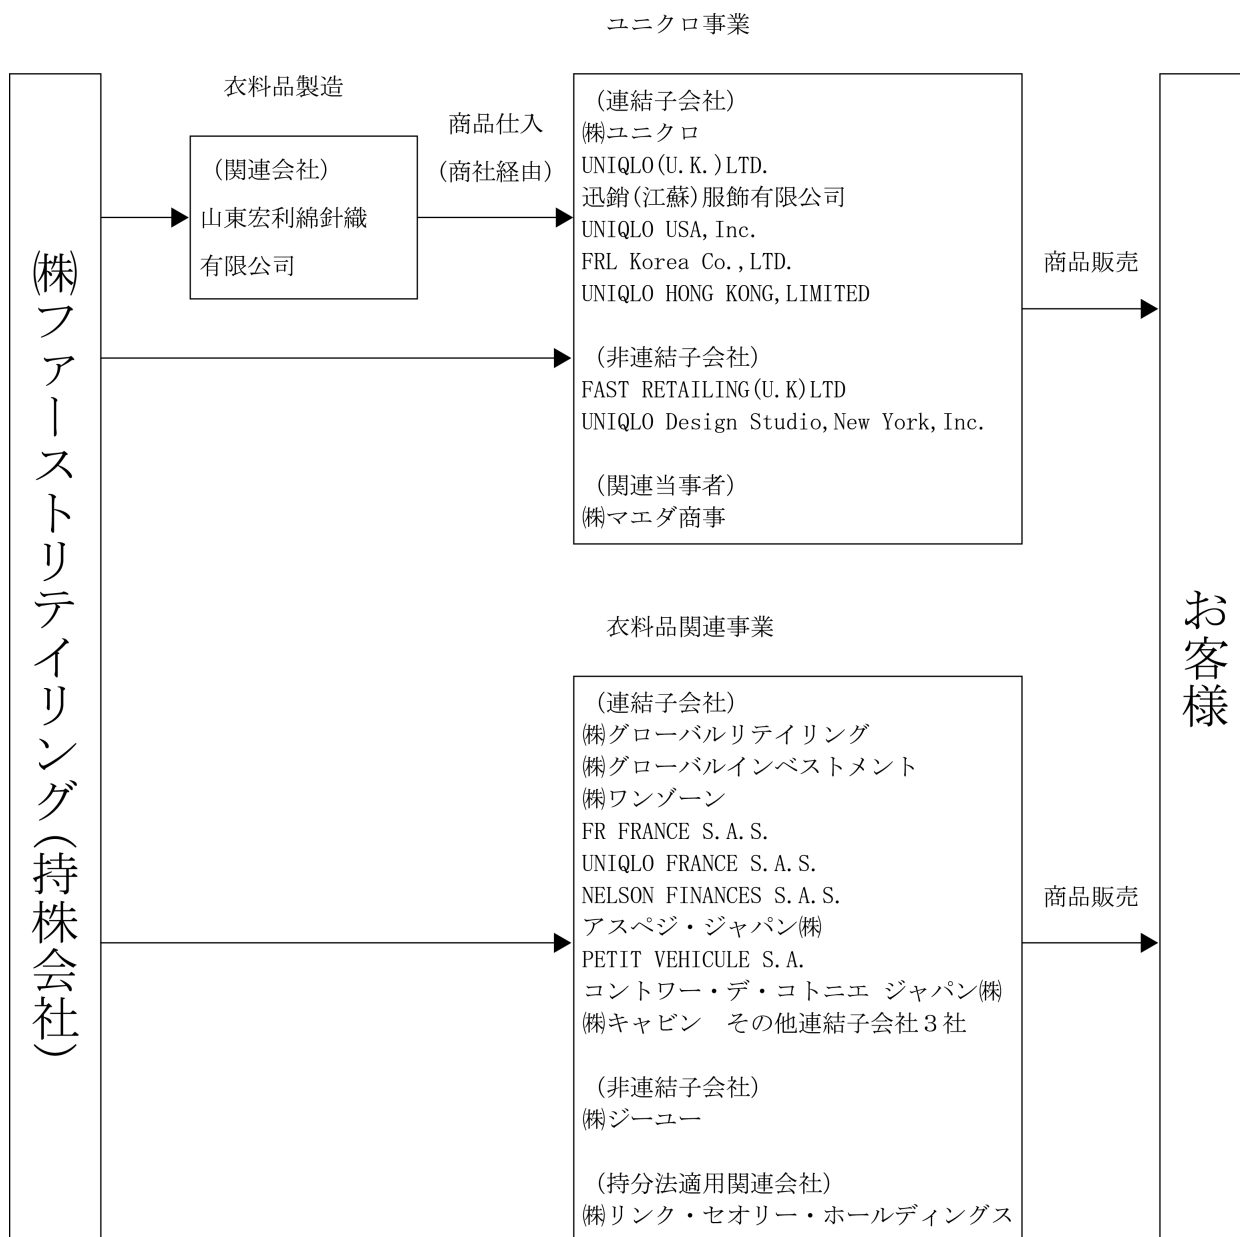 ユニクロ事業
衣料品製造
商品仕入
(商社経由)
(関連会社)
山東宏利綿針織
有限公司
(連結子会社)
㈱ユニクロ
UNIQLO(U.K.)LTD.
迅銷(江蘇)服飾有限公司
UNIQLO USA,Inc.
FRL Korea Co.,LTD.
UNIQLO HONG KONG,LIMITED
(非連結子会社)
FAST RETAILING(U.K)LTD
UNIQLO Design Studio,New York,Inc.
(関連当事者)
㈱マエダ商事
商品販売
㈱ファーストリテイリング(持株会社)
お客様
衣料品関連事業
(連結子会社)
㈱グローバルリテイリング
㈱グローバルインベストメント
㈱ワンゾーン
FR FRANCE S.A.S.
UNIQLO FRANCE S.A.S.
NELSON FINANCES S.A.S.
アスペジ・ジャパン㈱
PETIT VEHICULE S.A.
コントワー・デ・コトニエ ジャパン㈱
㈱キャビン　その他連結子会社３社
(非連結子会社)
㈱ジーユー
(持分法適用関連会社)
㈱リンク・セオリー・ホールディングス
商品販売